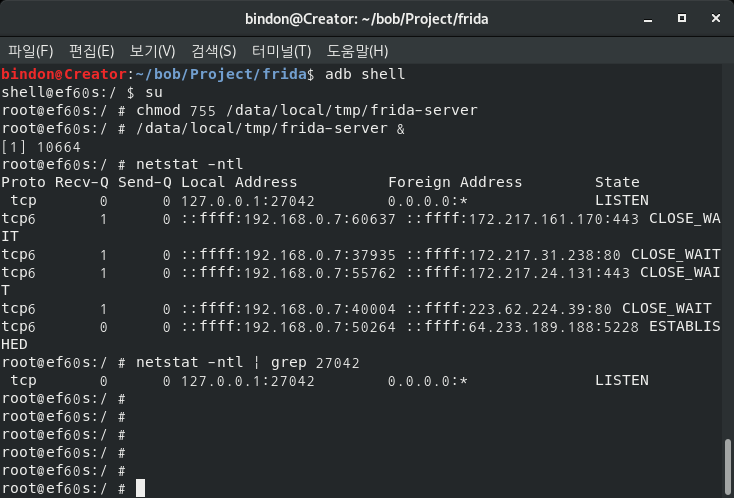 bindon@Creator: ~/bob/Project/frida
파일(F) 편집(E) 보기(V) 검색(S) 터미널(T) 도움말(H)
bindon@Creator:~/bob/Project/frida$ adb shell
shell@ef60s:/ $ su
root@ef60s:/ # chmod 755 /data/local/tmp/frida-server
root@ef60s:/ # /data/local/tmp/frida-server &
[1] 10664
root@ef60s:/ # netstat -ntl
Proto Recv-Q Send-Q Local Address          Foreign Address        State
 tcp       0      0 127.0.0.1:27042        0.0.0.0:*              LISTEN
tcp6       1      0 ::ffff:192.168.0.7:60637 ::ffff:172.217.161.170:443 CLOSE_WA
IT
tcp6       1      0 ::ffff:192.168.0.7:37935 ::ffff:172.217.31.238:80 CLOSE_WAIT
tcp6       1      0 ::ffff:192.168.0.7:55762 ::ffff:172.217.24.131:443 CLOSE_WAI
T
tcp6       1      0 ::ffff:192.168.0.7:40004 ::ffff:223.62.224.39:80 CLOSE_WAIT
tcp6       0      0 ::ffff:192.168.0.7:50264 ::ffff:64.233.189.188:5228 ESTABLIS
HED
root@ef60s:/ # netstat -ntl | grep 27042
 tcp       0      0 127.0.0.1:27042        0.0.0.0:*              LISTEN
root@ef60s:/ #
root@ef60s:/ #
root@ef60s:/ #
root@ef60s:/ #
root@ef60s:/ #
root@ef60s:/ #